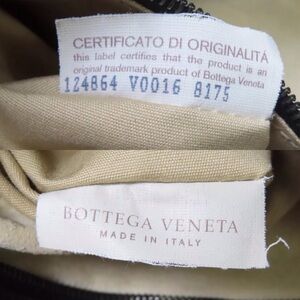 CERTIFICATO DI ORIGINALITÀ
this label certifies that the product is an
original trademark product of Bottega Veneta
124864 V0016 8175
BOTTEGA VENETA
MADE IN ITALY